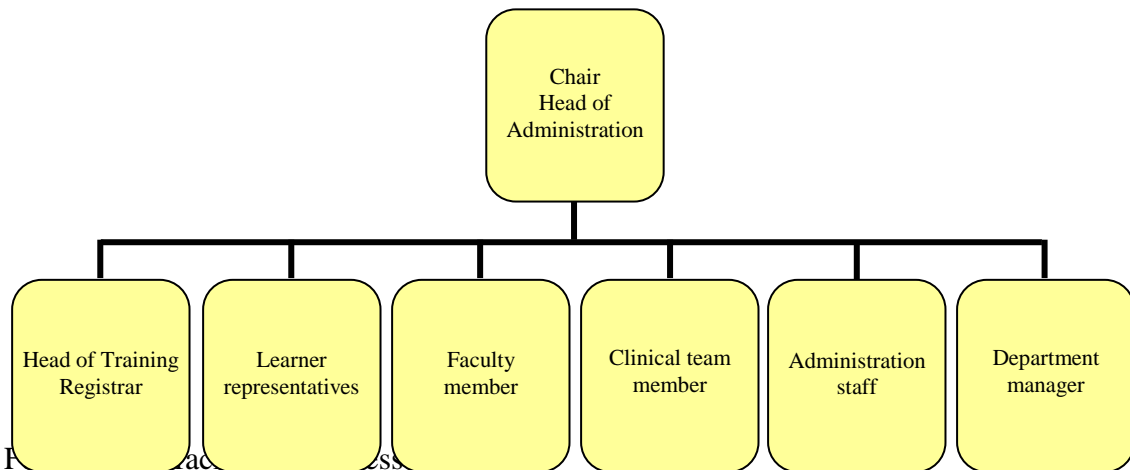 Chair
Head of
Administration
Head of Training
Registrar
Learner
representatives
Faculty
member
Clinical team
member
Administration
staff
Department
manager